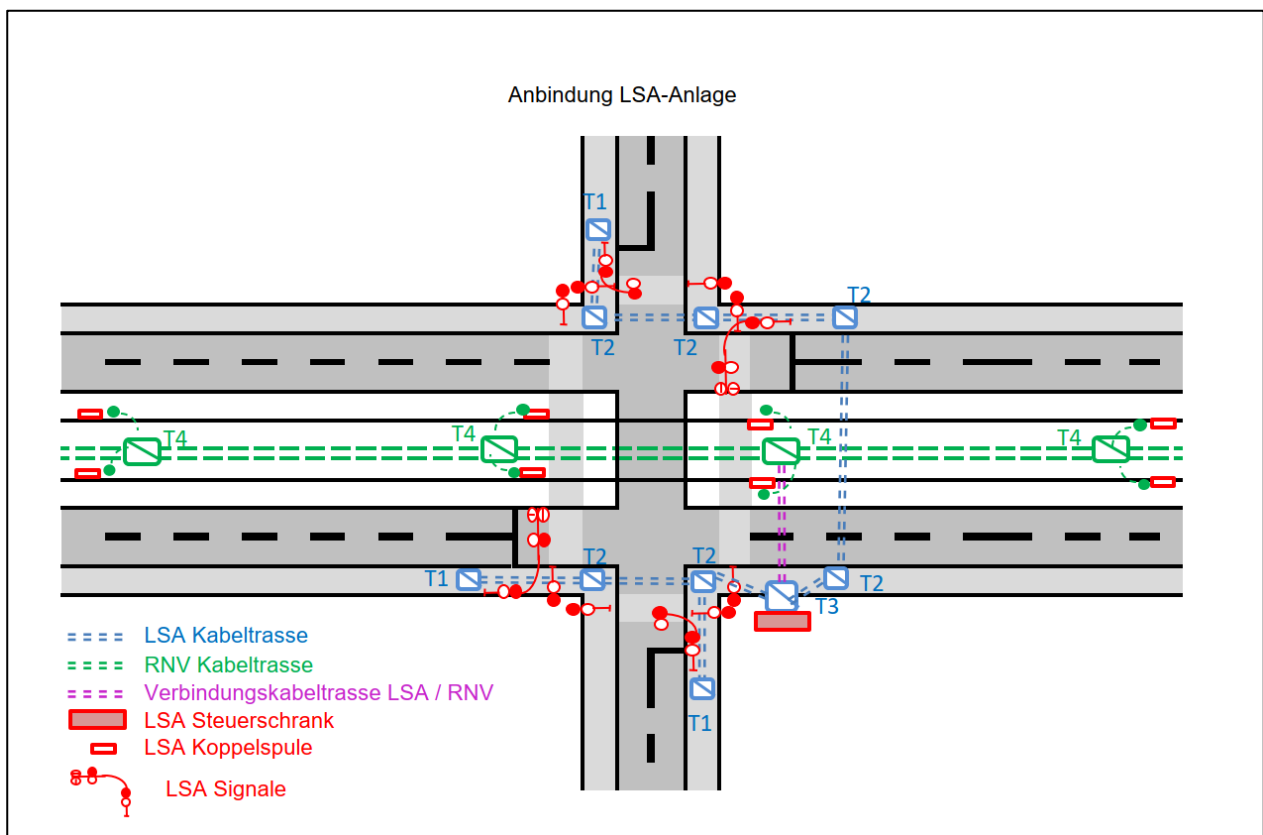 Anbindung LSA-Anlage
T1
T2
T2
T2
T4
T4
T4
T4
T1
T2
T2
T2
T3
T1
LSA Kabeltrasse
RNV Kabeltrasse
Verbindungskabeltrasse LSA / RNV
LSA Steuerschrank
LSA Koppelspule
LSA Signale